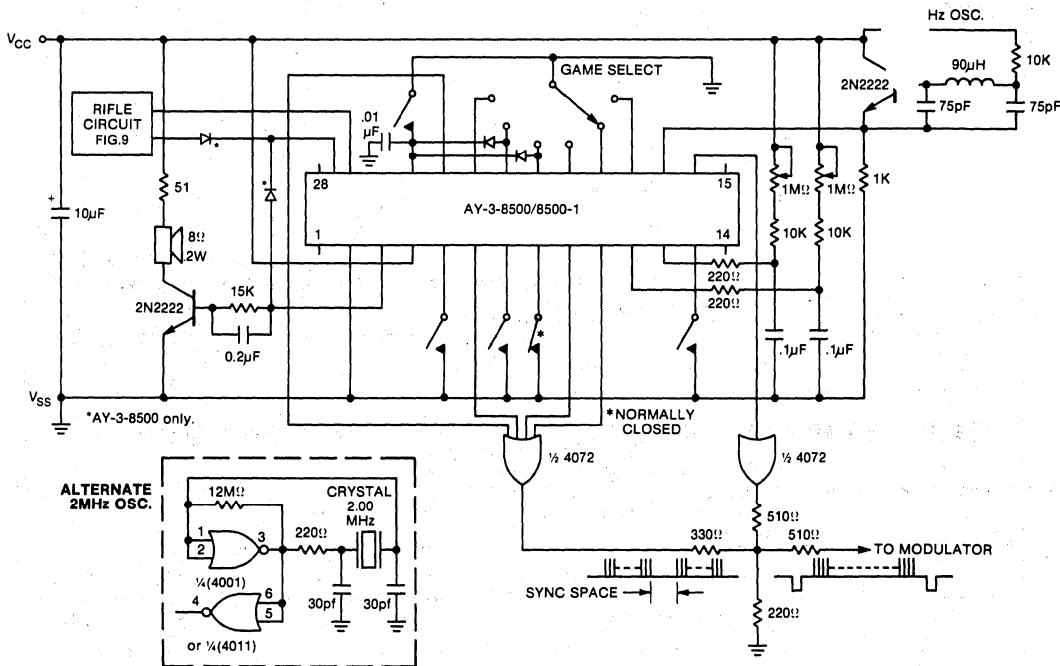 Hz OSC.
VCC
GAME SELECT
90µH
10K
2N2222
75pF
75pF
RIFLE
CIRCUIT
FIG.9
.01
µF
*
*
28
15
AY-3-8500/8500-1
1
14
1MΩ
1MΩ
1K
51
+
10µF
8Ω
.2W
10K
10K
220Ω
220Ω
2N2222
15K
0.2µF
*
.1µF
.1µF
VSS
*AY-3-8500 only.
*NORMALLY
CLOSED
½ 4072
½ 4072
ALTERNATE
2MHz OSC.
12MΩ
CRYSTAL
2.00
MHz
1
2
3
220Ω
¼(4001)
30pf
30pf
4
6
5
or ¼(4011)
510Ω
330Ω
510Ω
TO MODULATOR
SYNC SPACE
220Ω